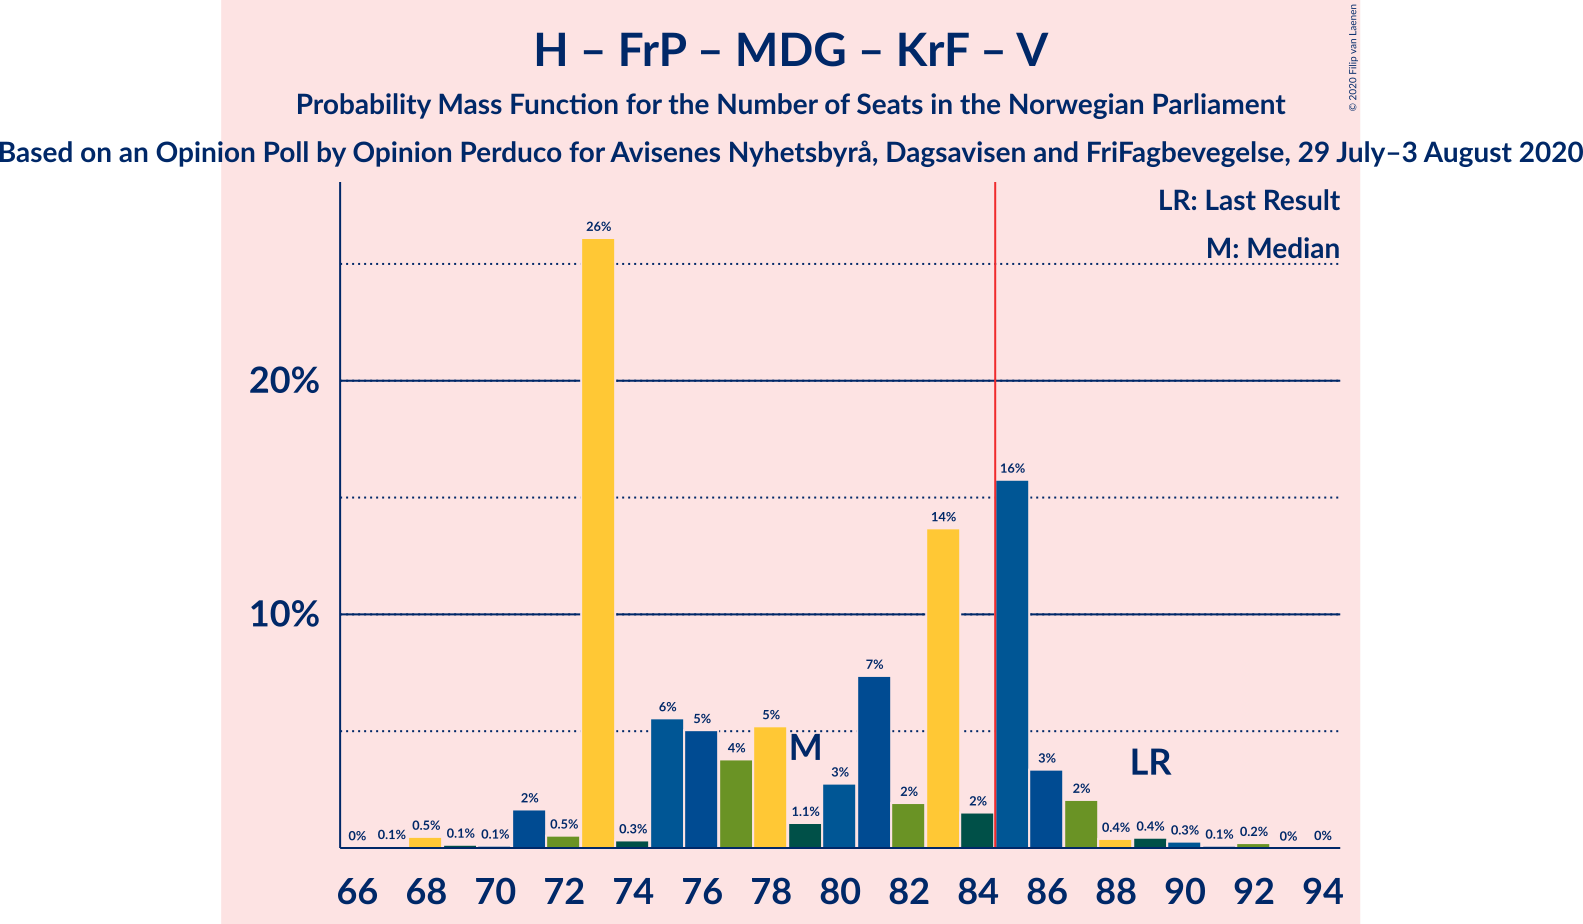 H – FrP – MDG – KrF – V
© 2020 Filip van Laenen
Probability Mass Function for the Number of Seats in the Norwegian Parliament
Based on an Opinion Poll by Opinion Perduco for Avisenes Nyhetsbyrå, Dagsavisen and FriFagbevegelse, 29 July–3 August 2020
LR: Last Result
M: Median
20%
10%
0% 0.1% 0.5% 0.1% 0.1% 2% 0.5% 26% 0.3% 6% 5% 4% 5% 1.1% 3% 7% 2% 14% 2% 16% 3% 2% 0.4% 0.4% 0.3% 0.1% 0.2% 0% 0%
M
LR
66 68 70 72 74 76 78 80 82 84 86 88 90 92 94